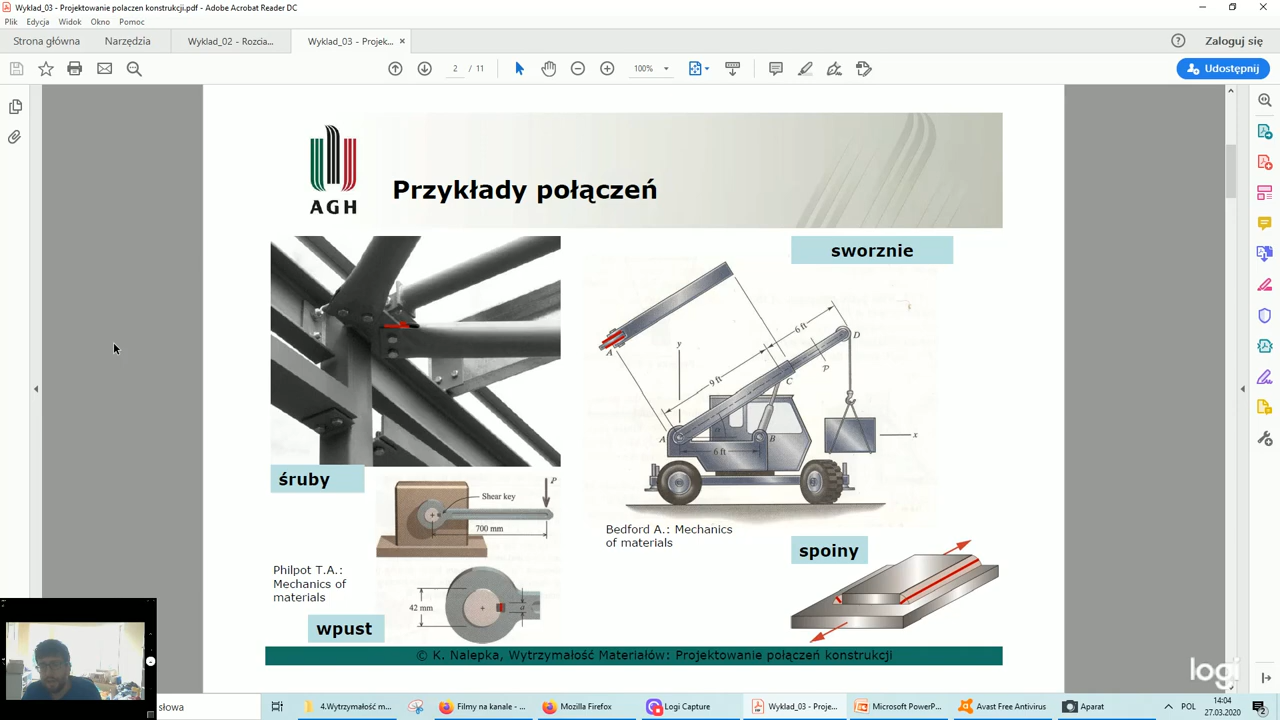 Wyklad_03 - Projektowanie polaczen konstrukcji.pdf - Adobe Acrobat Reader DC
Plik Edycja Widok Okno Pomoc
Strona główna Narzędzia Wyklad_02 - Rozcia... Wyklad_03 - Projek... × Zaloguj się
2 / 11 100% Udostępnij
AGH
Przykłady połączeń
sworznie
śruby
A
y
9 ft
6 ft
D
P
C
A
B
6 ft
x
Shear key
P
700 mm
Bedford A.: Mechanics
of materials
spoiny
Philpot T.A.:
Mechanics of
materials
42 mm
a
wpust
© K. Nalepka, Wytrzymałość Materiałów: Projektowanie połączeń konstrukcji
logi
słowa
4.Wytrzymałość m...
Filmy na kanale - ...
Mozilla Firefox
Logi Capture
Wyklad_03 - Proje...
Microsoft PowerP...
Avast Free Antivirus
Aparat
POL
14:04
27.03.2020
2